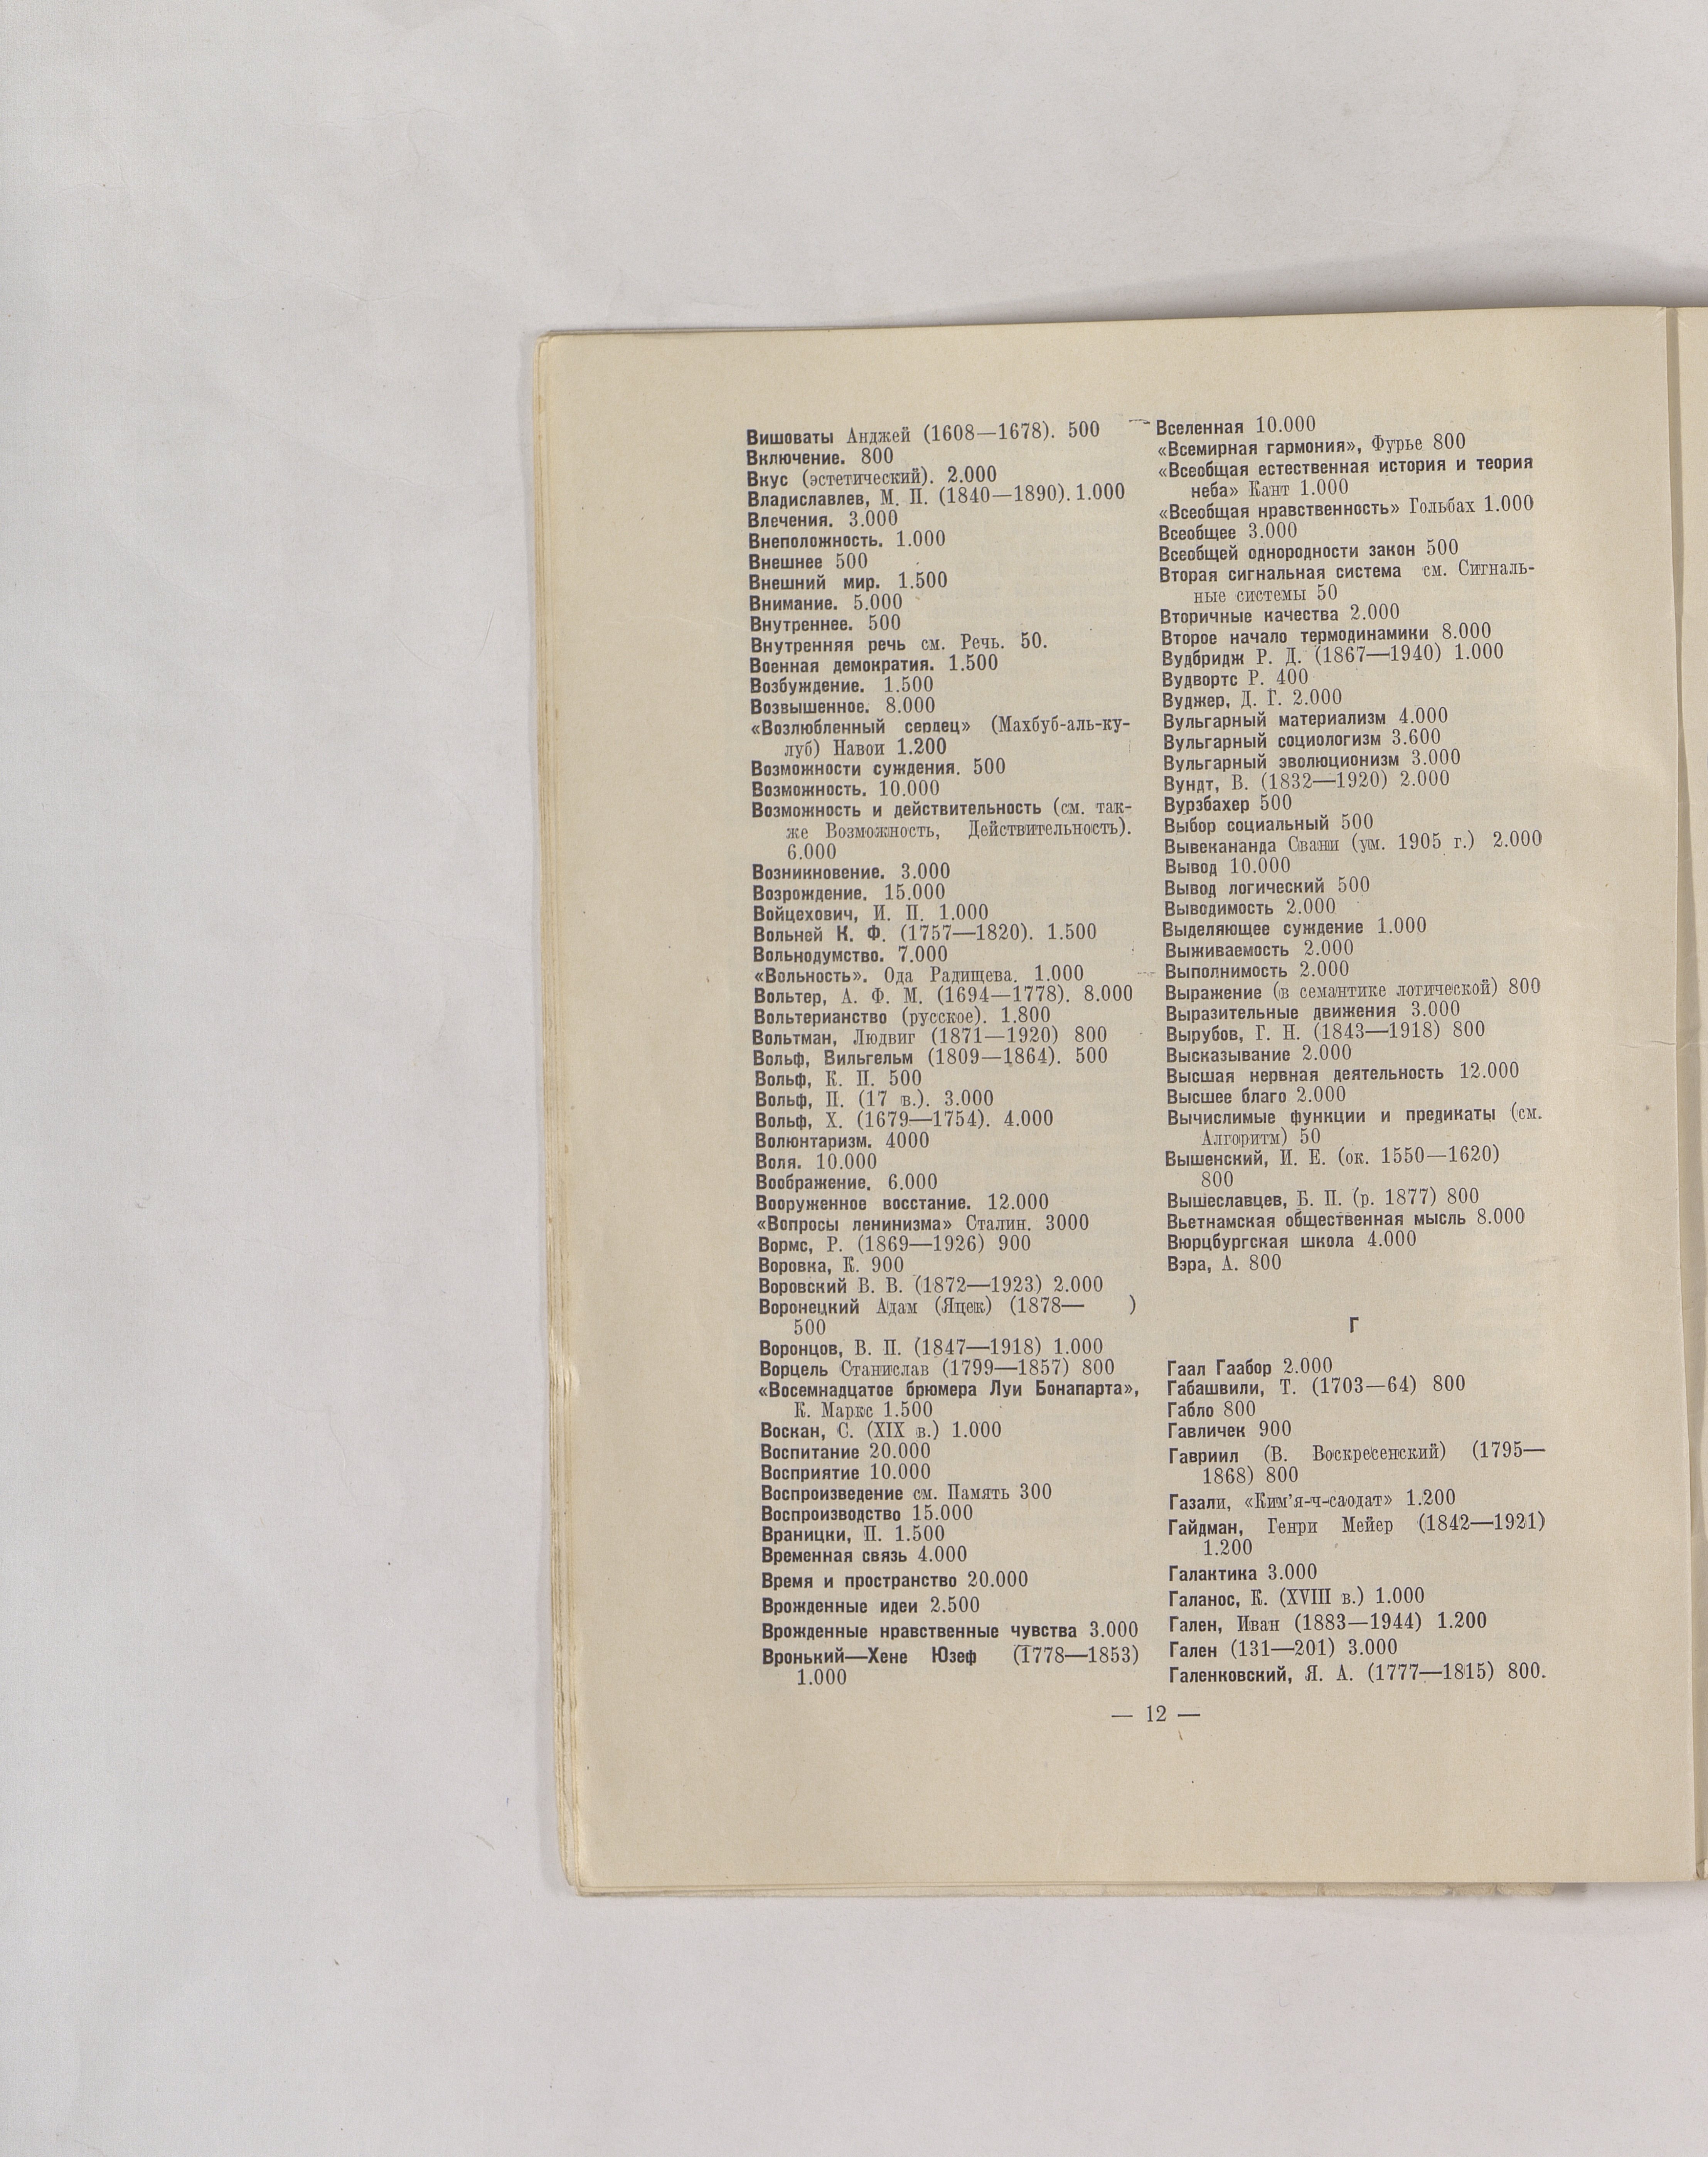 Вишоваты Анджей (1608—1678). 500
Включение. 800
Вкус (эстетический). 2.000
Владиславлев, М. П. (1840—1890). 1.000
Влечения. 3.000
Внеположность. 1.000
Внешнее 500
Внешний мир. 1.500
Внимание. 5.000
Внутреннее. 500
Внутренняя речь см. Речь. 50.
Военная демократия. 1.500
Возбуждение. 1.500
Возвышенное. 8.000
«Возлюбленный сердец» (Махбуб-аль-ку-
луб) Навои 1.200
Возможности суждения. 500
Возможность. 10.000
Возможность и действительность (см. так-
же Возможность, Действительность).
6.000
Возникновение. 3.000
Возрождение. 15.000
Войцехович, И. П. 1.000
Вольней К. Ф. (1757—1820). 1.500
Вольнодумство. 7.000
«Вольность». Ода Радищева. 1.000
Вольтер, А. Ф. М. (1694—1778). 8.000
Вольтерианство (русское). 1.800
Вольтман, Людвиг (1871—1920) 800
Вольф, Вильгельм (1809—1864). 500
Вольф, К. П. 500
Вольф, П. (17 в.). 3.000
Вольф, Х. (1679—1754). 4.000
Волюнтаризм. 4000
Воля. 10.000
Воображение. 6.000
Вооруженное восстание. 12.000
«Вопросы ленинизма» Сталин. 3000
Вормс, Р. (1869—1926) 900
Воровка, К. 900
Воровский В. В. (1872—1923) 2.000
Воронецкий Адам (Яцек) (1878— )
500
Воронцов, В. П. (1847—1918) 1.000
Ворцель Станислав (1799—1857) 800
«Восемнадцатое брюмера Луи Бонапарта»,
К. Маркс 1.500
Воскан, С. (XIX в.) 1.000
Воспитание 20.000
Восприятие 10.000
Воспроизведение см. Память 300
Воспроизводство 15.000
Враницки, П. 1.500
Временная связь 4.000
Время и пространство 20.000
Врожденные идеи 2.500
Врожденные нравственные чувства 3.000
Вронький—Хене Юзеф (1778—1853)
1.000
Вселенная 10.000
«Всемирная гармония», Фурье 800
«Всеобщая естественная история и теория
неба» Кант 1.000
«Всеобщая нравственность» Гольбах 1.000
Всеобщее 3.000
Всеобщей однородности закон 500
Вторая сигнальная система см. Сигналь-
ные системы 50
Вторичные качества 2.000
Второе начало термодинамики 8.000
Вудбридж Р. Д. (1867—1940) 1.000
Вудвортс Р. 400
Вуджер, Д. Г. 2.000
Вульгарный материализм 4.000
Вульгарный социологизм 3.600
Вульгарный эволюционизм 3.000
Вундт, В. (1832—1920) 2.000
Вурзбахер 500
Выбор социальный 500
Вывекананда Свани (ум. 1905 г.) 2.000
Вывод 10.000
Вывод логический 500
Выводимость 2.000
Выделяющее суждение 1.000
Выживаемость 2.000
Выполнимость 2.000
Выражение (в семантике логической) 800
Выразительные движения 3.000
Вырубов, Г. Н. (1843—1918) 800
Высказывание 2.000
Высшая нервная деятельность 12.000
Высшее благо 2.000
Вычислимые функции и предикаты (см.
Алгоритм) 50
Вышенский, И. Е. (ок. 1550—1620)
800
Вышеславцев, Б. П. (р. 1877) 800
Вьетнамская общественная мысль 8.000
Вюрцбургская школа 4.000
Вэра, А. 800
Г
Гаал Гаабор 2.000
Габашвили, Т. (1703—64) 800
Габло 800
Гавличек 900
Гавриил (В. Воскресенский) (1795—
1868) 800
Газали, «Ким'я-ч-саодат» 1.200
Гайдман, Генри Мейер (1842—1921)
1.200
Галактика 3.000
Галанос, К. (XVIII в.) 1.000
Гален, Иван (1883—1944) 1.200
Гален (131—201) 3.000
Галенковский, Я. А. (1777—1815) 800.
— 12 —